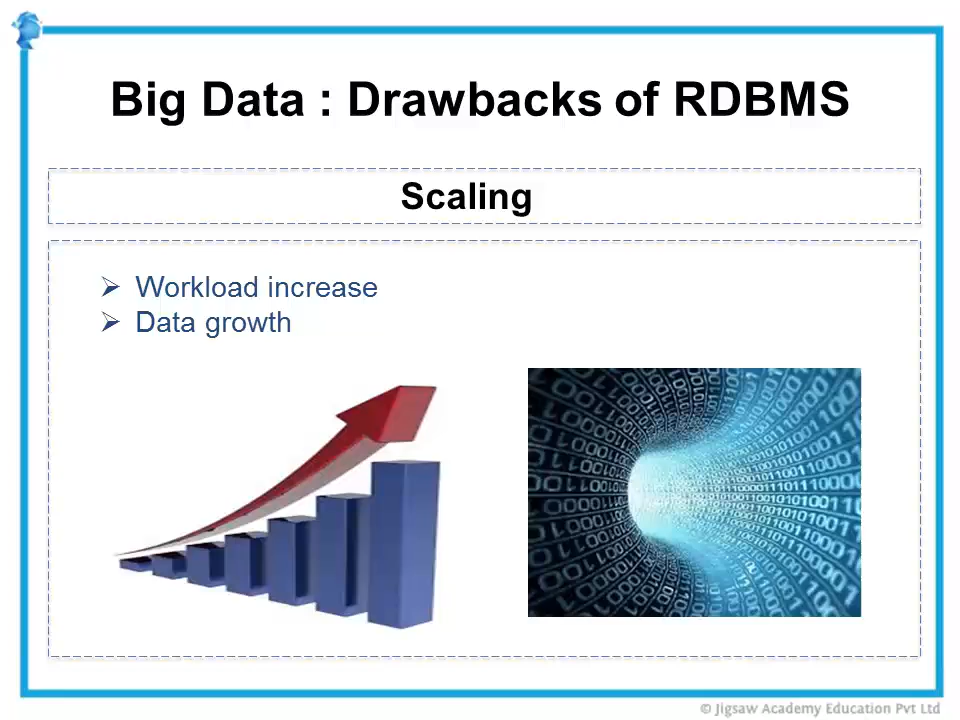 Big Data : Drawbacks of RDBMS
Scaling
➢ Workload increase
➢ Data growth
© Jigsaw Academy Education Pvt Ltd